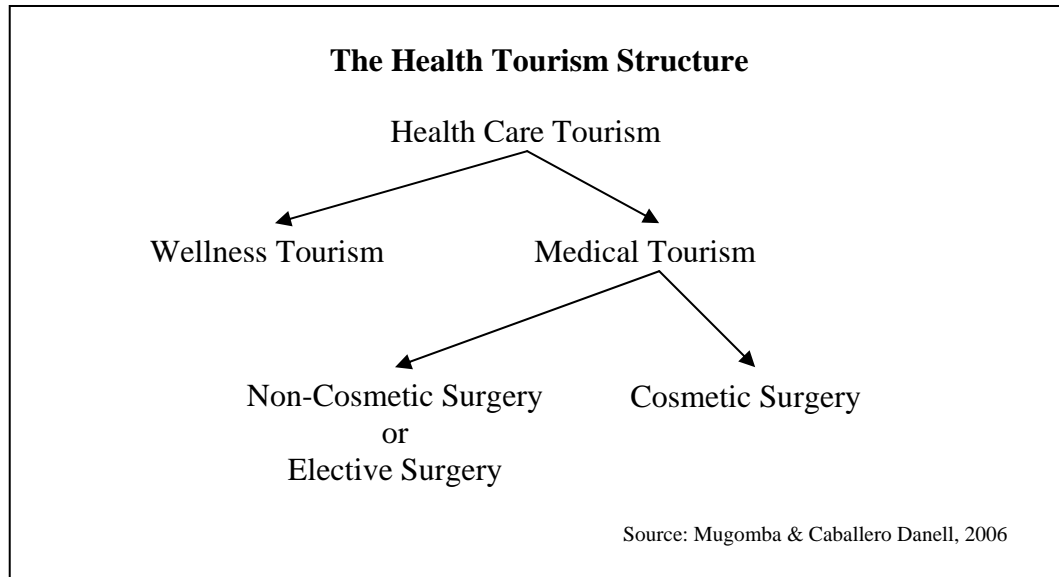 The Health Tourism Structure
Health Care Tourism
Wellness Tourism
Medical Tourism
Non-Cosmetic Surgery
or
Elective Surgery
Cosmetic Surgery
Source: Mugomba & Caballero Danell, 2006